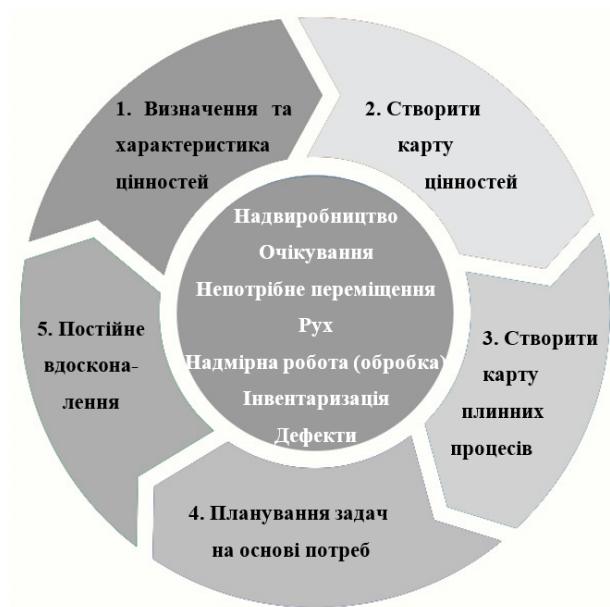 1. Визначення та
характеристика
цінностей
2. Створити
карту
цінностей
3. Створити
карту
плинних
процесів
4. Планування задач
на основі потреб
5. Постійне
вдоскона-
лення
Надвиробництво
Очікування
Непотрібне переміщення
Рух
Надмірна робота (обробка)
Інвентаризація
Дефекти